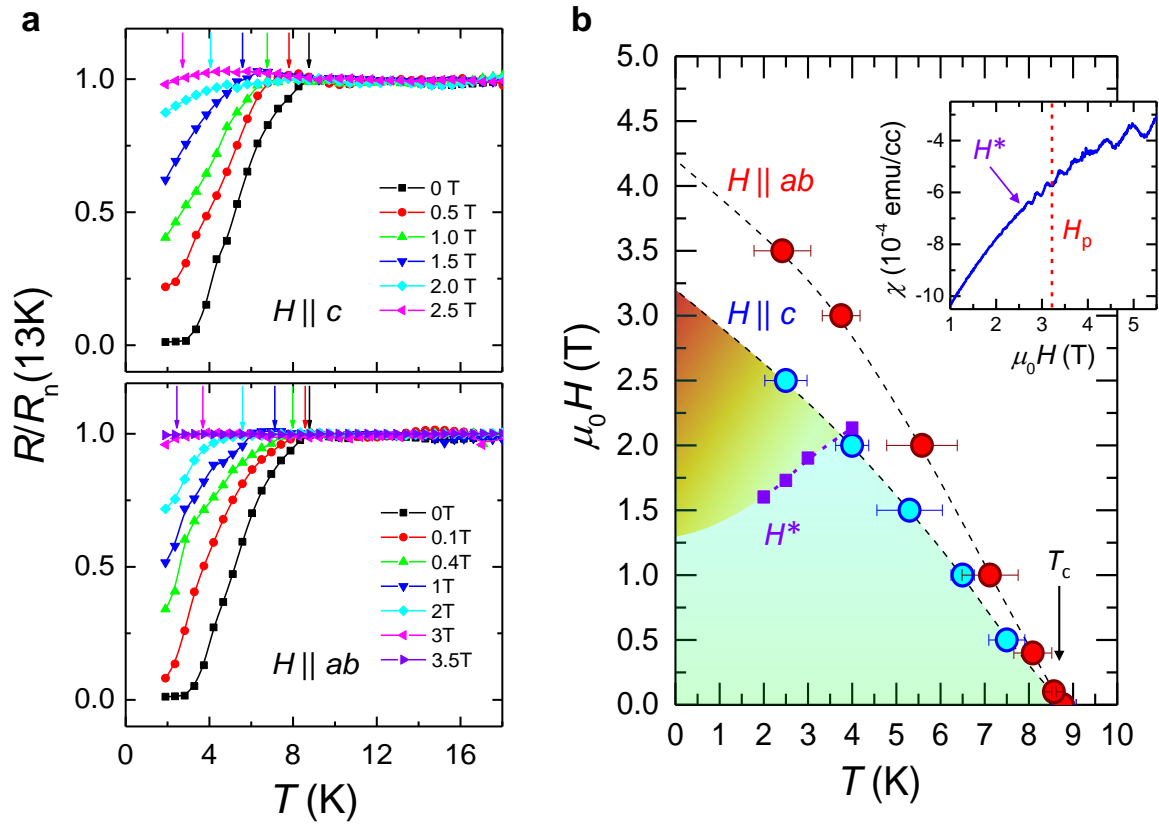 a
R/Rn(13K)
1.0
0.5
0.0
0 T
0.5 T
1.0 T
1.5 T
2.0 T
2.5 T
H || c
1.0
0.5
0.0
0T
0.1T
0.4T
1T
2T
3T
3.5T
H || ab
0 4 8 12 16
T (K)
b
μ0H (T)
5.0
4.5
4.0
3.5
3.0
2.5
2.0
1.5
1.0
0.5
0.0
H || ab
H || c
H*
Tc
0 1 2 3 4 5 6 7 8 9 10
T (K)
χ (10-4 emu/cc)
-4
-6
-8
-10
H*
Hp
1 2 3 4 5
μ0H (T)